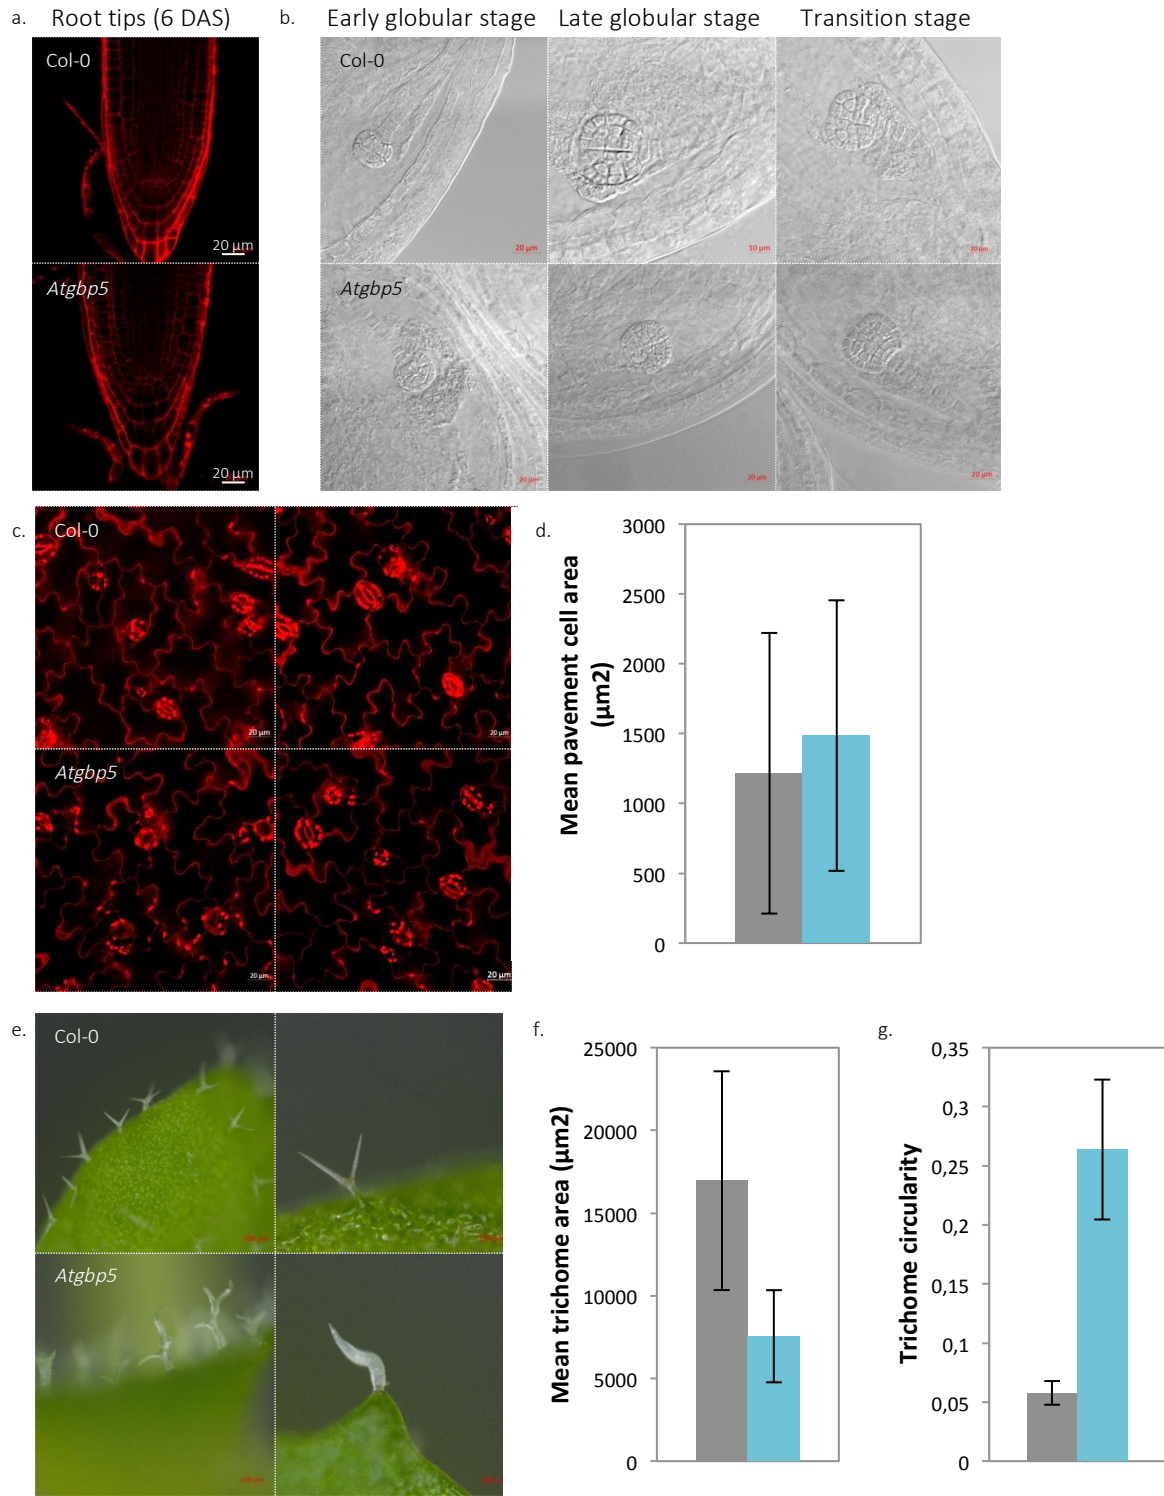 a. Root tips (6 DAS)
Col-0
20 µm
Atgbp5
20 µm
b. Early globular stage Late globular stage Transition stage
Col-0
20 µm
10 µm
20 µm
Atgbp5
20 µm
20 µm
20 µm
c. Col-0
20 µm
20 µm
Atgbp5
20 µm
20 µm
d.
Mean pavement cell area
(µm2)
3000
2500
2000
1500
1000
500
0
e. Col-0
Atgbp5
f.
Mean trichome area (µm2)
25000
20000
15000
10000
5000
0
g.
Trichome circularity
0,35
0,3
0,25
0,2
0,15
0,1
0,05
0